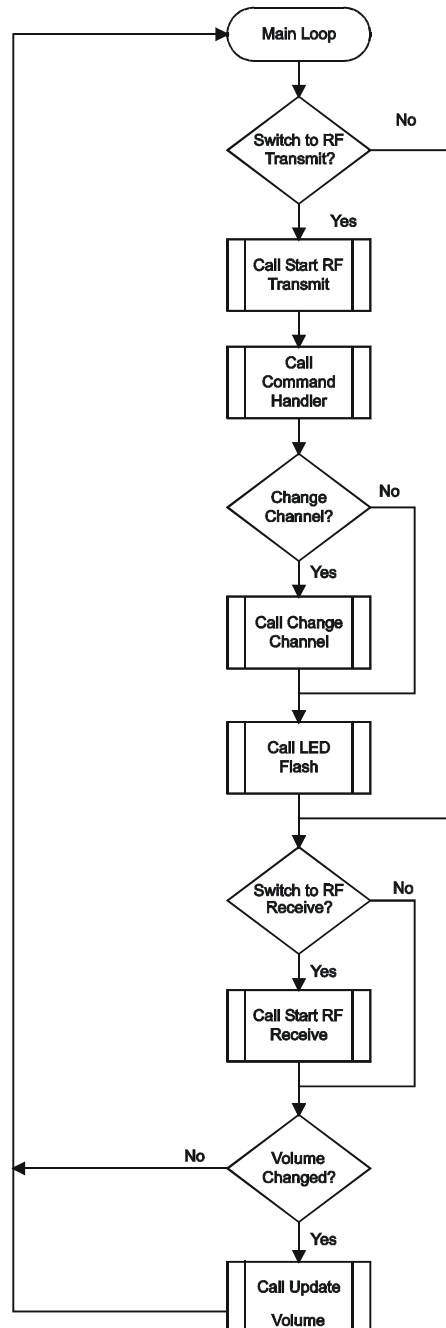 Main Loop
No
Switch to RF
Transmit?
Yes
Call Start RF
Transmit
Call
Command
Handler
No
Change
Channel?
Yes
Call Change
Channel
Call LED
Flash
No
Switch to RF
Receive?
Yes
Call Start RF
Receive
No
Volume
Changed?
Yes
Call Update
Volume